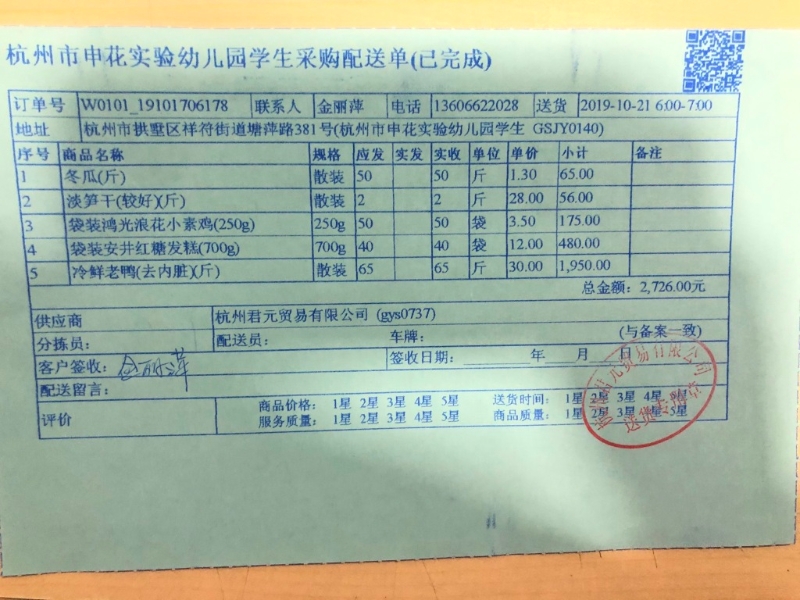 杭州市申花实验幼儿园学生采购配送单(已完成)
订单号 W0101_19101706178 联系人 金丽萍 电话 13606622028 送货 2019-10-21 6:00-7:00
地址 杭州市拱墅区祥符街道塘萍路381号(杭州市申花实验幼儿园学生 GSJY0140)
序号 商品名称 规格 应发 实发 实收 单位 单价 小计 备注
1 冬瓜(斤) 散装 50 50 斤 1.30 65.00
2 淡笋干(较好)(斤) 散装 2 2 斤 28.00 56.00
3 袋装鸿光浪花小素鸡(250g) 250g 50 50 袋 3.50 175.00
4 袋装安井红糖发糕(700g) 700g 40 40 袋 12.00 480.00
5 冷鲜老鸭(去内脏)(斤) 散装 65 65 斤 30.00 1,950.00
总金额: 2,726.00元
供应商 杭州君元贸易有限公司 (gys0737)
分拣员: 配送员: 车牌: (与备案一致)
客户签收: 金丽萍 签收日期: 年 月 日
配送留言:
评价 商品价格: 1星 2星 3星 4星 5星 送货时间: 1星 2星 3星 4星 5星
服务质量: 1星 2星 3星 4星 5星 商品质量: 1星 2星 3星 4星 5星
君元贸易有限公司